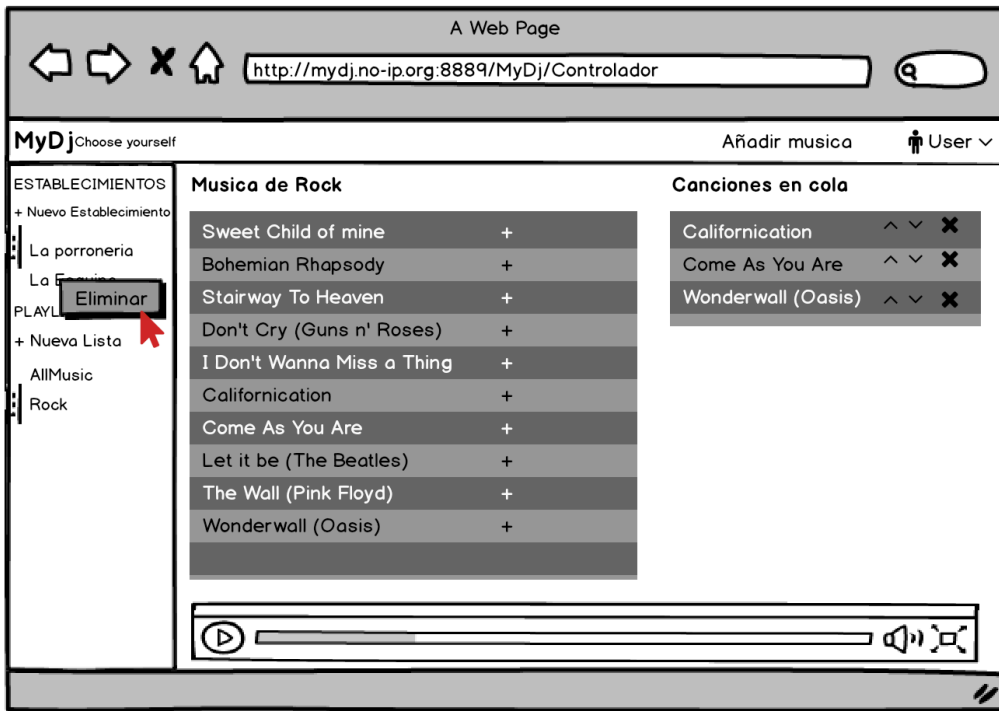 A Web Page
http://mydj.no-ip.org:8889/MyDj/Controlador
MyDj Choose yourself
Añadir musica
User
ESTABLECIMIENTOS
+ Nuevo Establecimiento
La porroneria
La
Eliminar
PLAYL
+ Nueva Lista
AllMusic
Rock
Musica de Rock
Sweet Child of mine +
Bohemian Rhapsody +
Stairway To Heaven +
Don't Cry (Guns n' Roses) +
I Don't Wanna Miss a Thing +
Californication +
Come As You Are +
Let it be (The Beatles) +
The Wall (Pink Floyd) +
Wonderwall (Oasis) +
Canciones en cola
Californication
Come As You Are
Wonderwall (Oasis)